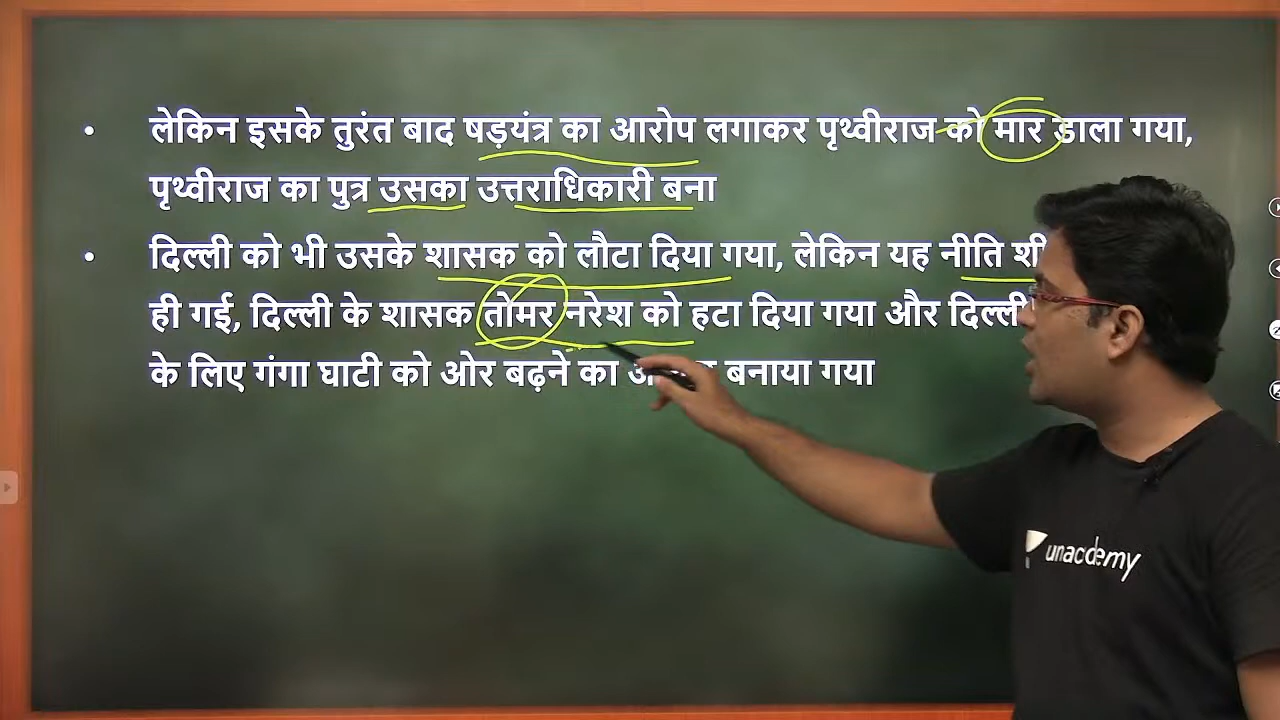 लेकिन इसके तुरंत बाद षड़यंत्र का आरोप लगाकर पृथ्वीराज को मार डाला गया,
पृथ्वीराज का पुत्र उसका उत्तराधिकारी बना
दिल्ली को भी उसके शासक को लौटा दिया गया, लेकिन यह नीति
ही गई, दिल्ली के शासक तोमर नरेश को हटा दिया गया और दिल्ली
के लिए गंगा घाटी को ओर बढ़ने का बनाया गया
unacdemy